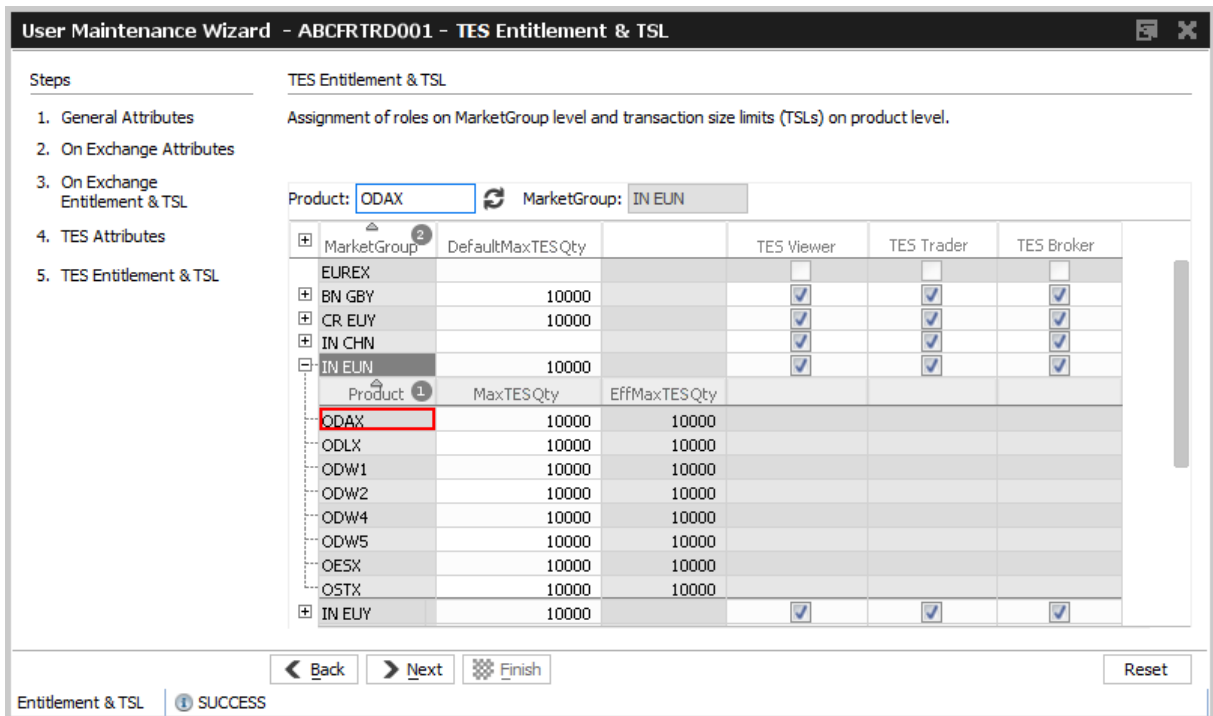 User Maintenance Wizard - ABCFRTRD001 - TES Entitlement & TSL
Steps
1. General Attributes
2. On Exchange Attributes
3. On Exchange
Entitlement & TSL
4. TES Attributes
5. TES Entitlement & TSL
TES Entitlement & TSL
Assignment of roles on MarketGroup level and transaction size limits (TSLs) on product level.
Product: ODAX MarketGroup: IN EUN
MarketGroup 2 DefaultMaxTESQty TES Viewer TES Trader TES Broker
EUREX
BN GBY 10000
CR EUY 10000
IN CHN
IN EUN 10000
Product 1 MaxTESQty EffMaxTESQty
ODAX 10000 10000
ODLX 10000 10000
ODW1 10000 10000
ODW2 10000 10000
ODW4 10000 10000
ODW5 10000 10000
OESX 10000 10000
OSTX 10000 10000
IN EUY 10000
Back Next Finish Reset
Entitlement & TSL SUCCESS